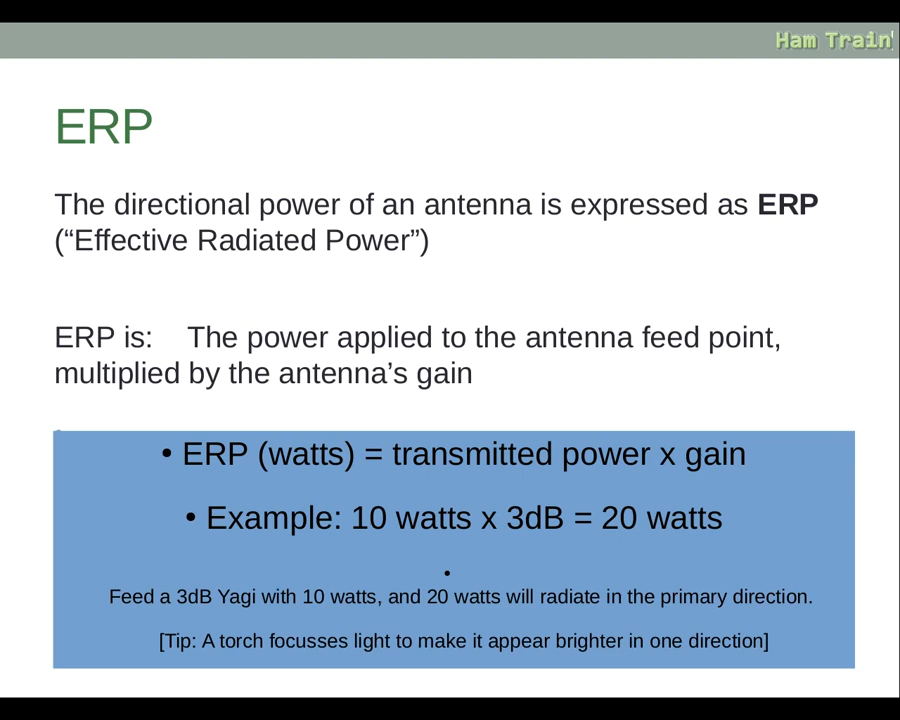 Ham Train
ERP
The directional power of an antenna is expressed as ERP
(“Effective Radiated Power”)
ERP is: The power applied to the antenna feed point,
multiplied by the antenna’s gain
• ERP (watts) = transmitted power x gain
• Example: 10 watts x 3dB = 20 watts
•
Feed a 3dB Yagi with 10 watts, and 20 watts will radiate in the primary direction.
[Tip: A torch focusses light to make it appear brighter in one direction]